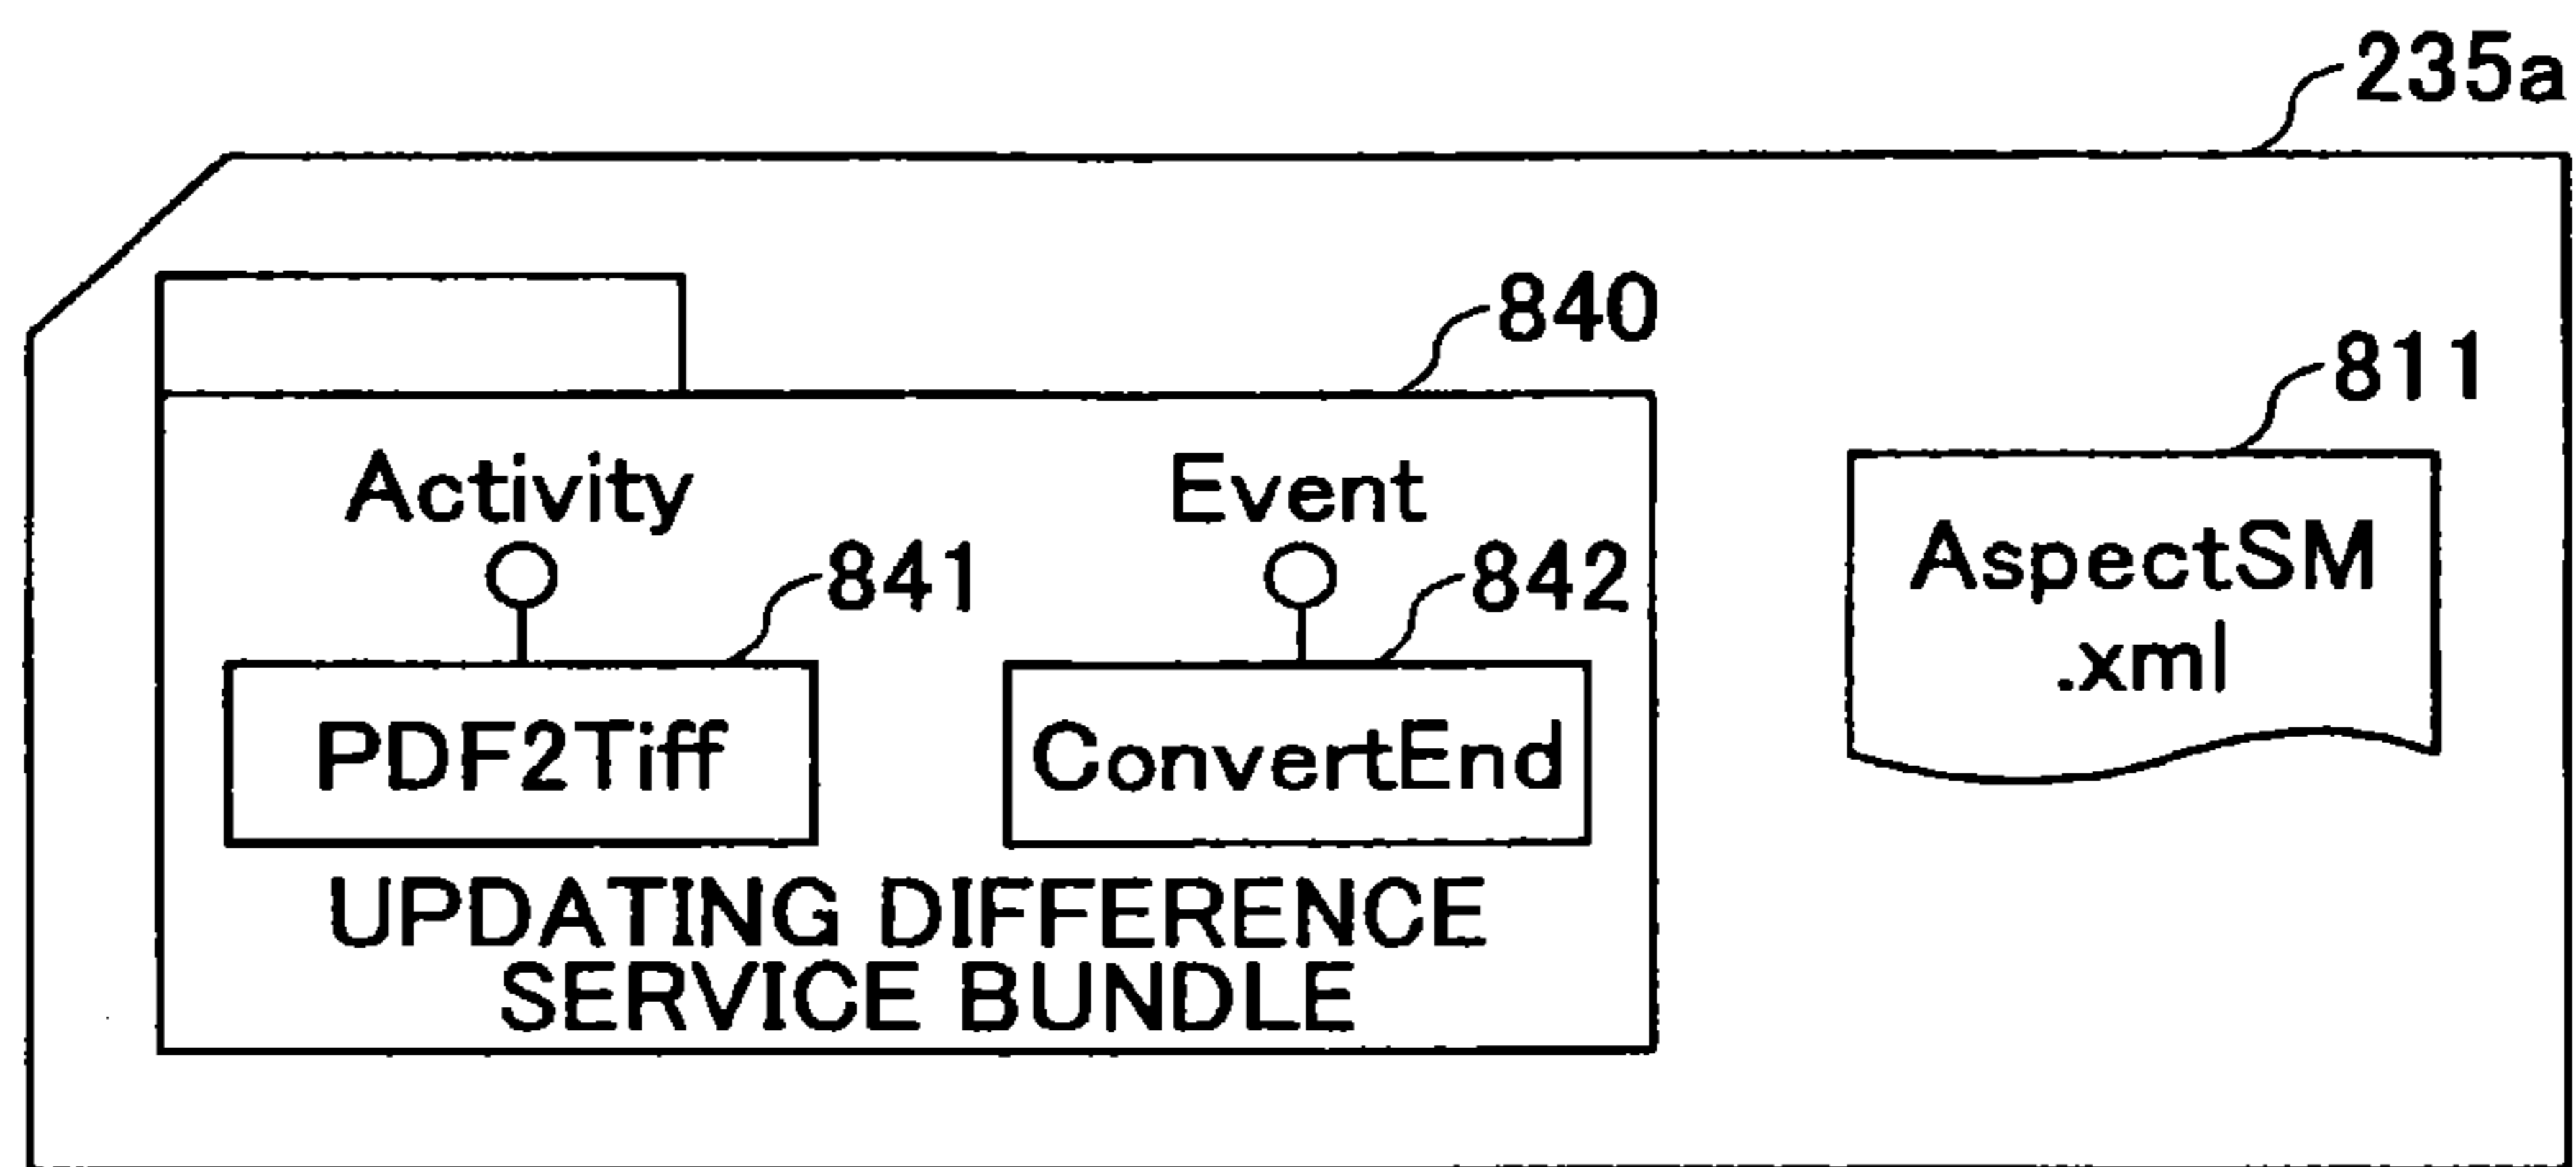 235a
840
811
Activity
Event
841
842
AspectSM
.xml
PDF2Tiff
ConvertEnd
UPDATING DIFFERENCE
SERVICE BUNDLE